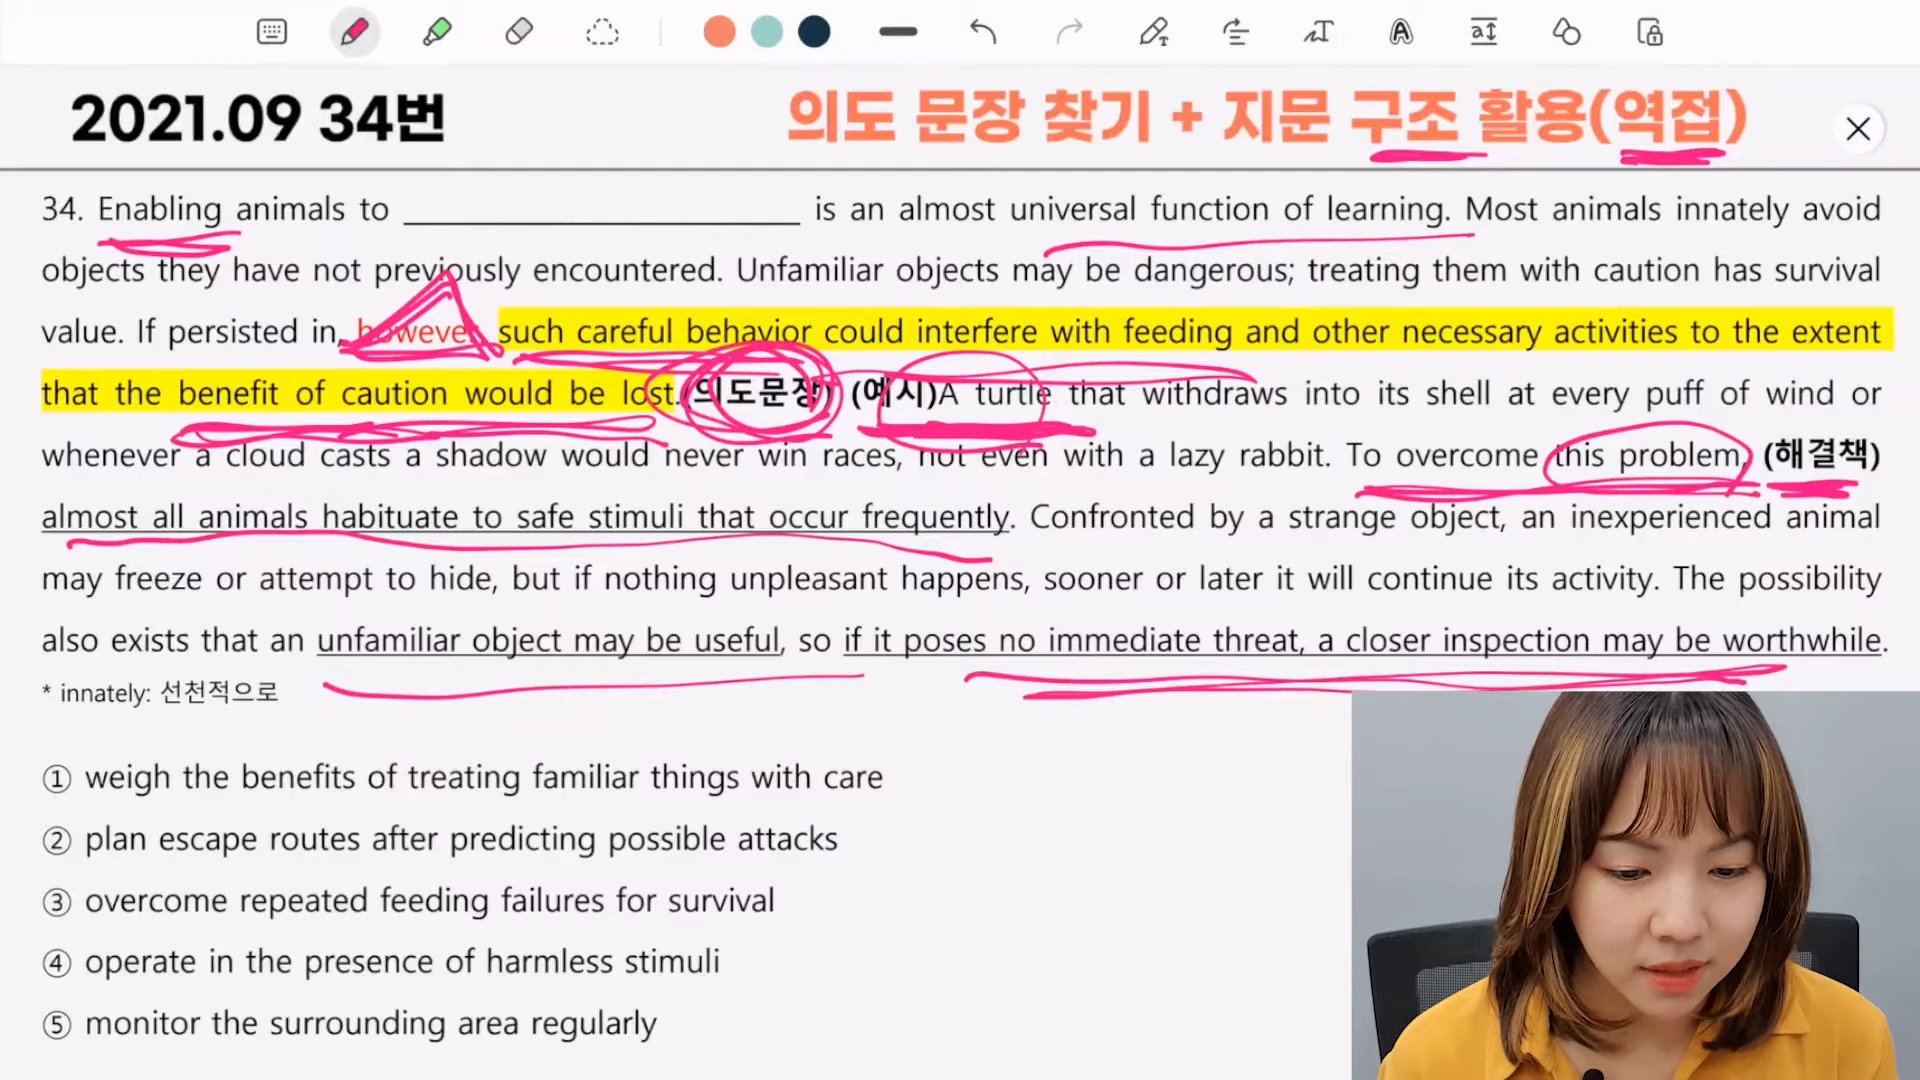 2021.09 34번
의도 문장 찾기 + 지문 구조 활용(역접)
34. Enabling animals to ______________________ is an almost universal function of learning. Most animals innately avoid
objects they have not previously encountered. Unfamiliar objects may be dangerous; treating them with caution has survival
value. If persisted in, however, such careful behavior could interfere with feeding and other necessary activities to the extent
that the benefit of caution would be lost. (의도문장) (예시)A turtle that withdraws into its shell at every puff of wind or
whenever a cloud casts a shadow would never win races, not even with a lazy rabbit. To overcome this problem, (해결책)
almost all animals habituate to safe stimuli that occur frequently. Confronted by a strange object, an inexperienced animal
may freeze or attempt to hide, but if nothing unpleasant happens, sooner or later it will continue its activity. The possibility
also exists that an unfamiliar object may be useful, so if it poses no immediate threat, a closer inspection may be worthwhile.
* innately: 선천적으로
① weigh the benefits of treating familiar things with care
② plan escape routes after predicting possible attacks
③ overcome repeated feeding failures for survival
④ operate in the presence of harmless stimuli
⑤ monitor the surrounding area regularly